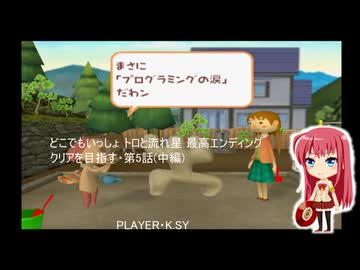 まさに
「プログラミングの涙」
だわン
どこでもいっしょ トロと流れ星 最高エンディング
クリアを目指す・第5話(中編)
PLAYER・K.SY